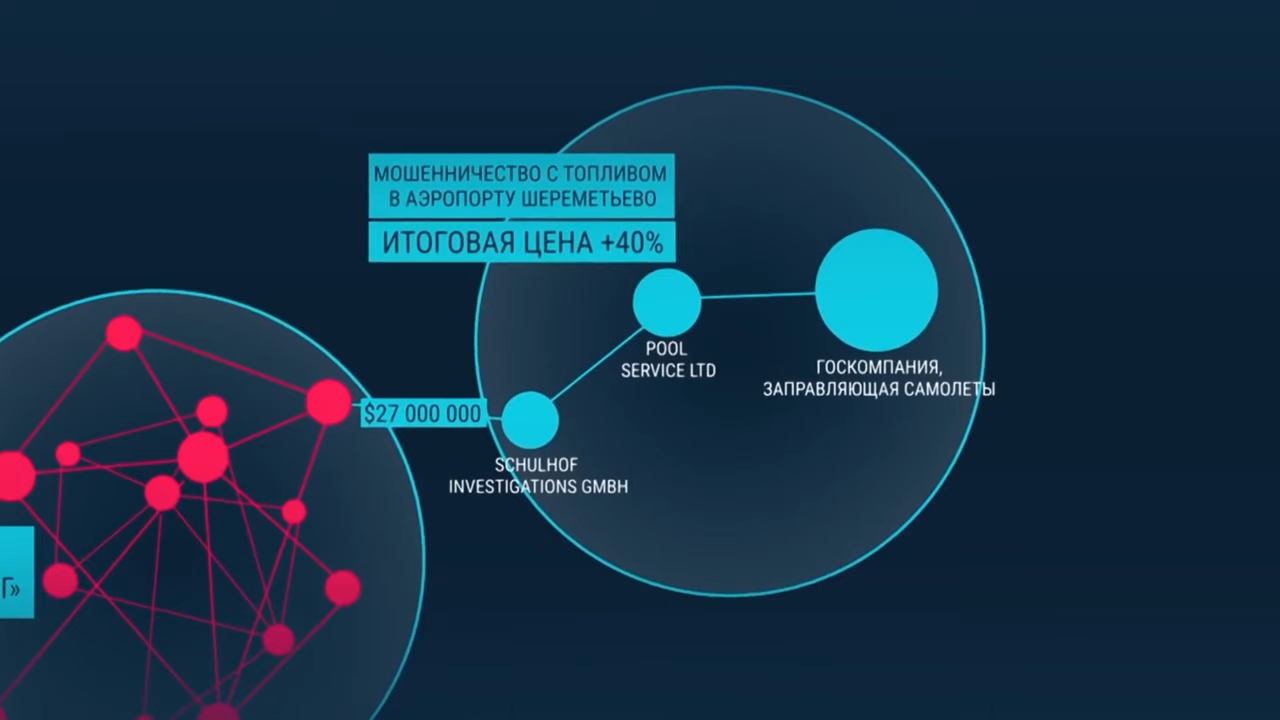 МОШЕННИЧЕСТВО С ТОПЛИВОМ
В АЭРОПОРТУ ШЕРЕМЕТЬЕВО
ИТОГОВАЯ ЦЕНА +40%
POOL
SERVICE LTD
ГОСКОМПАНИЯ,
ЗАПРАВЛЯЮЩАЯ САМОЛЕТЫ
$27 000 000
SCHULHOF
INVESTIGATIONS GMBH
Г»